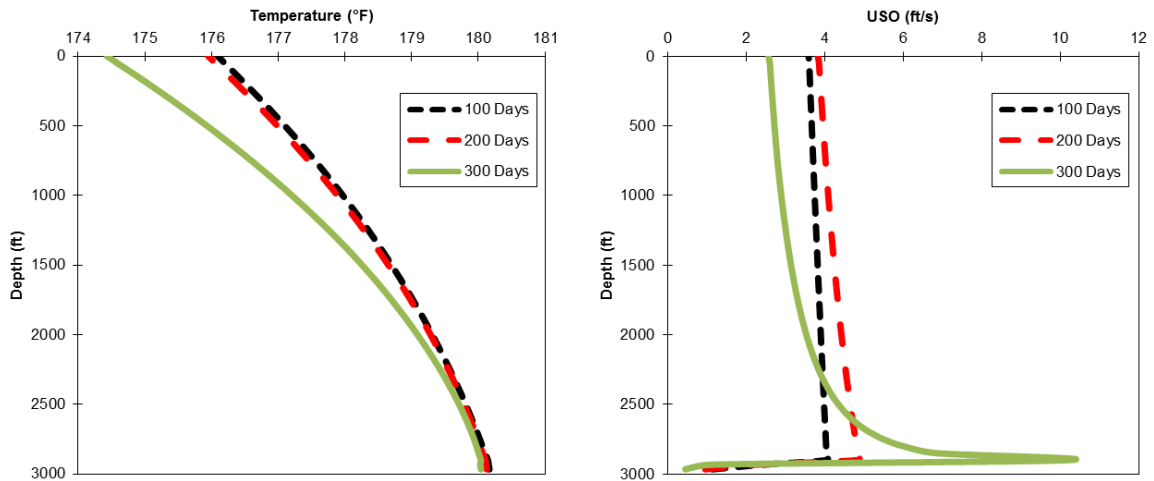 Temperature (°F)
174 175 176 177 178 179 180 181
0
500
1000
1500
2000
2500
3000
Depth (ft)
100 Days
200 Days
300 Days
USO (ft/s)
0 2 4 6 8 10 12
0
500
1000
1500
2000
2500
3000
Depth (ft)
100 Days
200 Days
300 Days